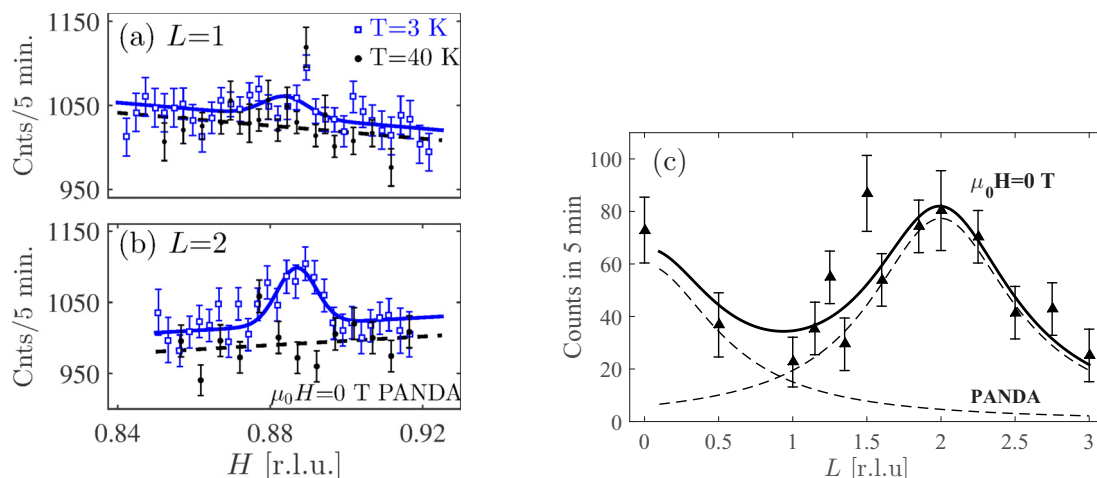 (a) L=1
T=3 K
T=40 K
1150
1050
950
Cnts/5 min.
(b) L=2
1150
1050
950
Cnts/5 min.
μ₀H=0 T PANDA
0.84 0.88 0.92
H [r.l.u.]
(c)
μ₀H=0 T
100
80
60
40
20
0
Counts in 5 min
PANDA
0 0.5 1 1.5 2 2.5 3
L [r.l.u]